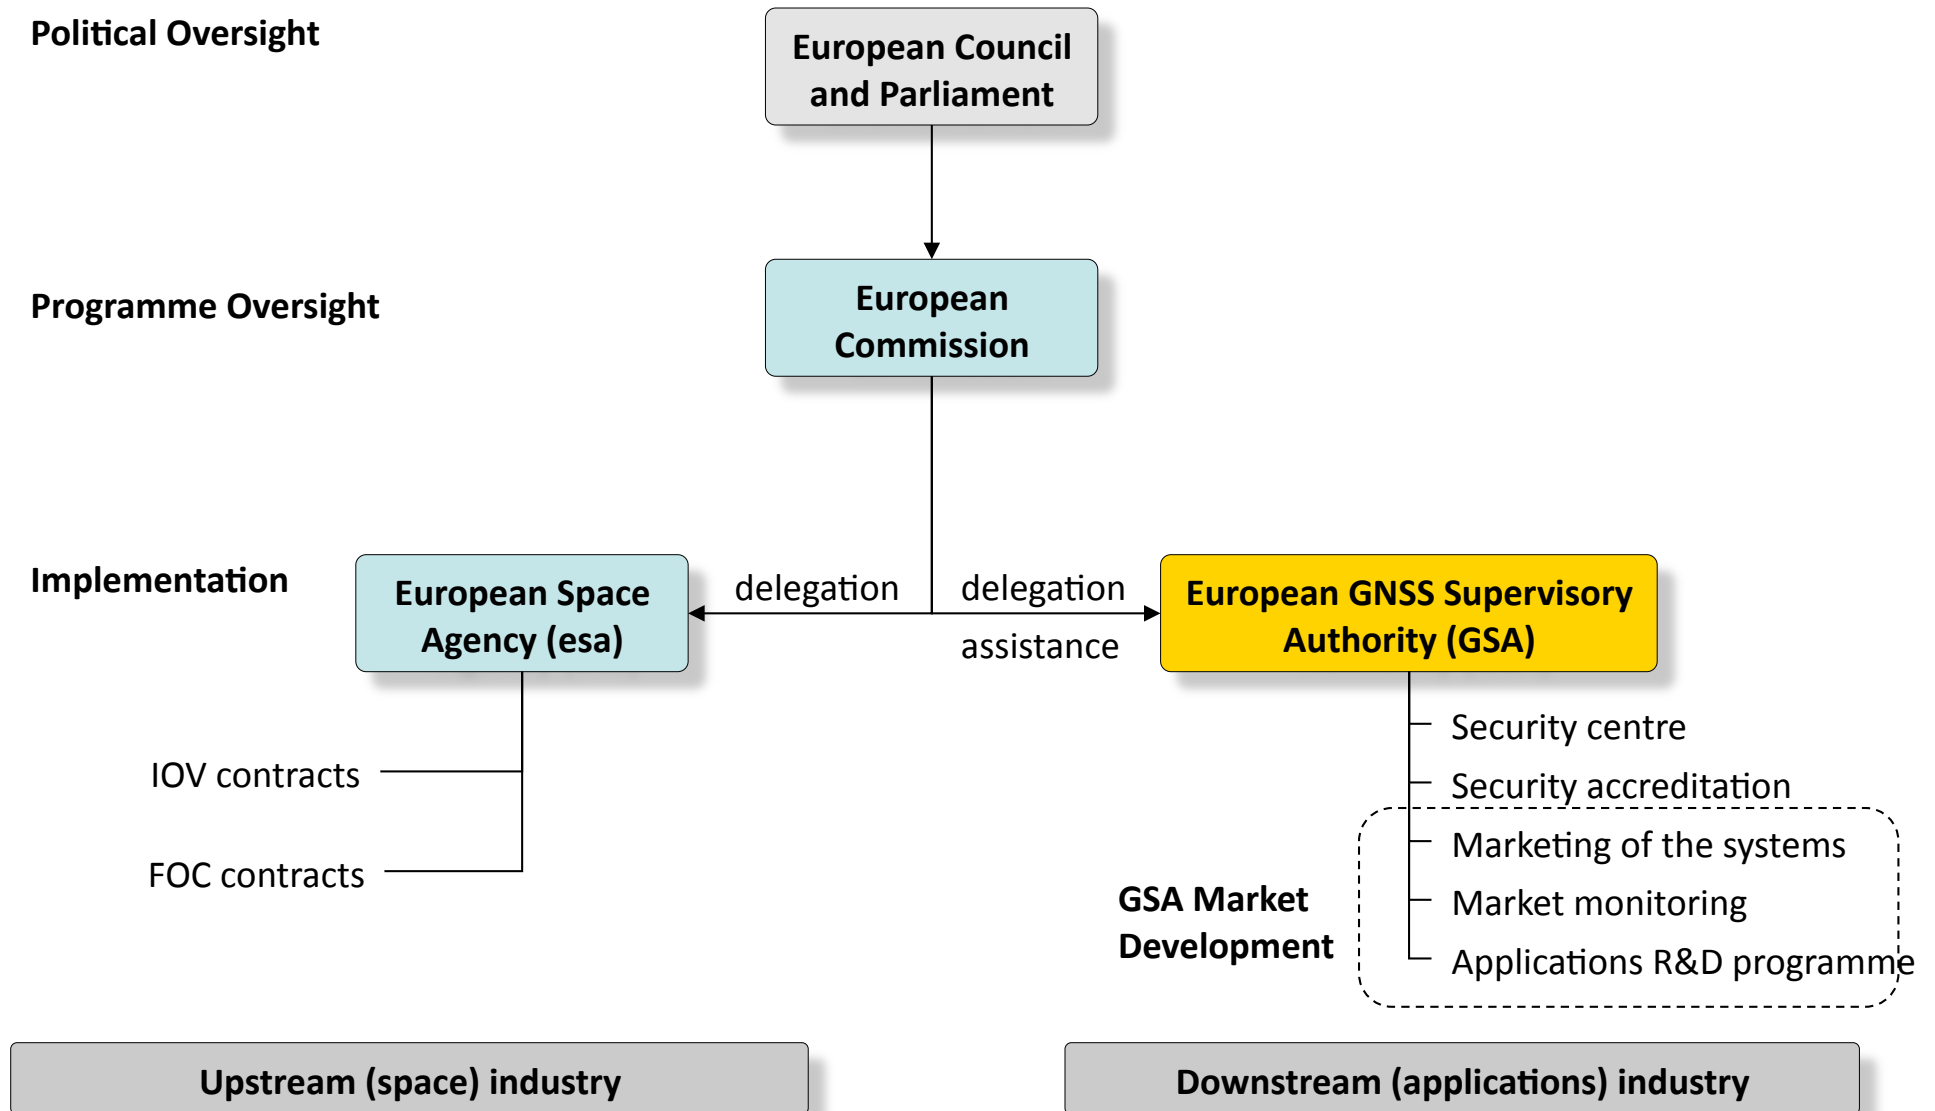 Political Oversight
European Council
and Parliament
Programme Oversight
European
Commission
Implementation
European Space
Agency (esa)
delegation
delegation
assistance
European GNSS Supervisory
Authority (GSA)
IOV contracts
FOC contracts
Security centre
Security accreditation
Marketing of the systems
Market monitoring
Applications R&D programme
GSA Market
Development
Upstream (space) industry
Downstream (applications) industry